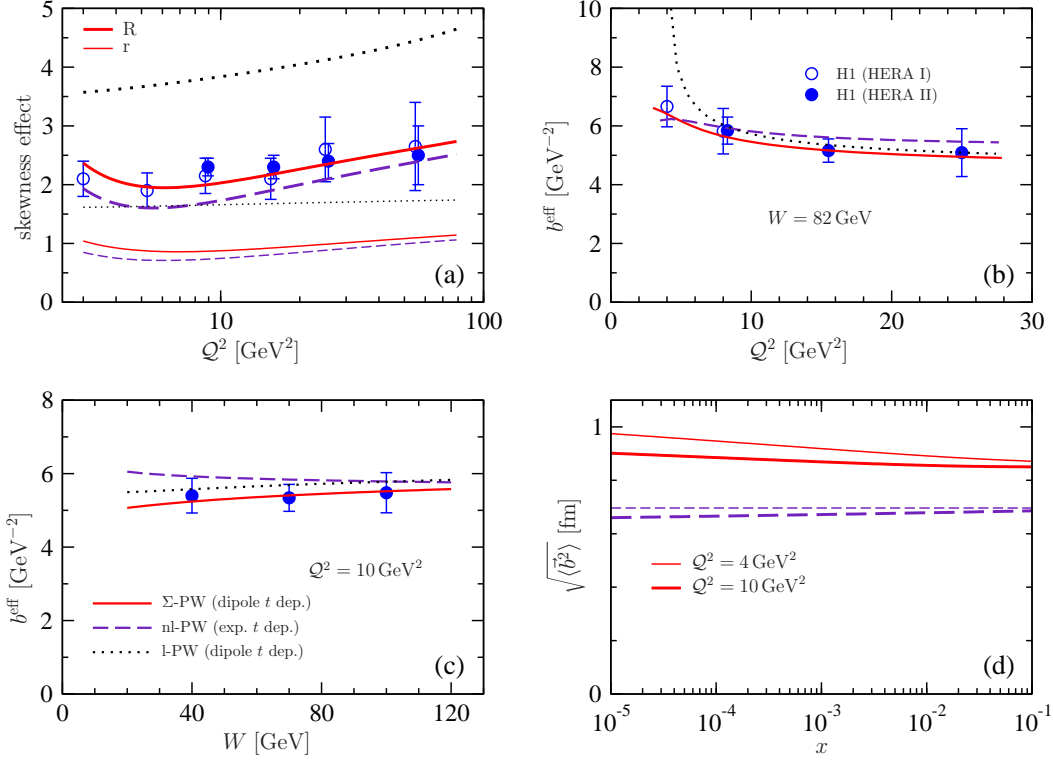 5
4
3
2
1
0
skewness effect
R
r
(a)
10
100
𝒬² [GeV²]
10
8
6
4
2
0
b^eff [GeV⁻²]
H1 (HERA I)
H1 (HERA II)
W = 82 GeV
(b)
0
10
20
30
𝒬² [GeV²]
8
6
4
2
0
b^eff [GeV⁻²]
𝒬² = 10 GeV²
Σ-PW (dipole t dep.)
nl-PW (exp. t dep.)
l-PW (dipole t dep.)
(c)
0
40
80
120
W [GeV]
1
0
√⟨b⃗²⟩ [fm]
𝒬² = 4 GeV²
𝒬² = 10 GeV²
(d)
10⁻⁵
10⁻⁴
10⁻³
10⁻²
10⁻¹
x